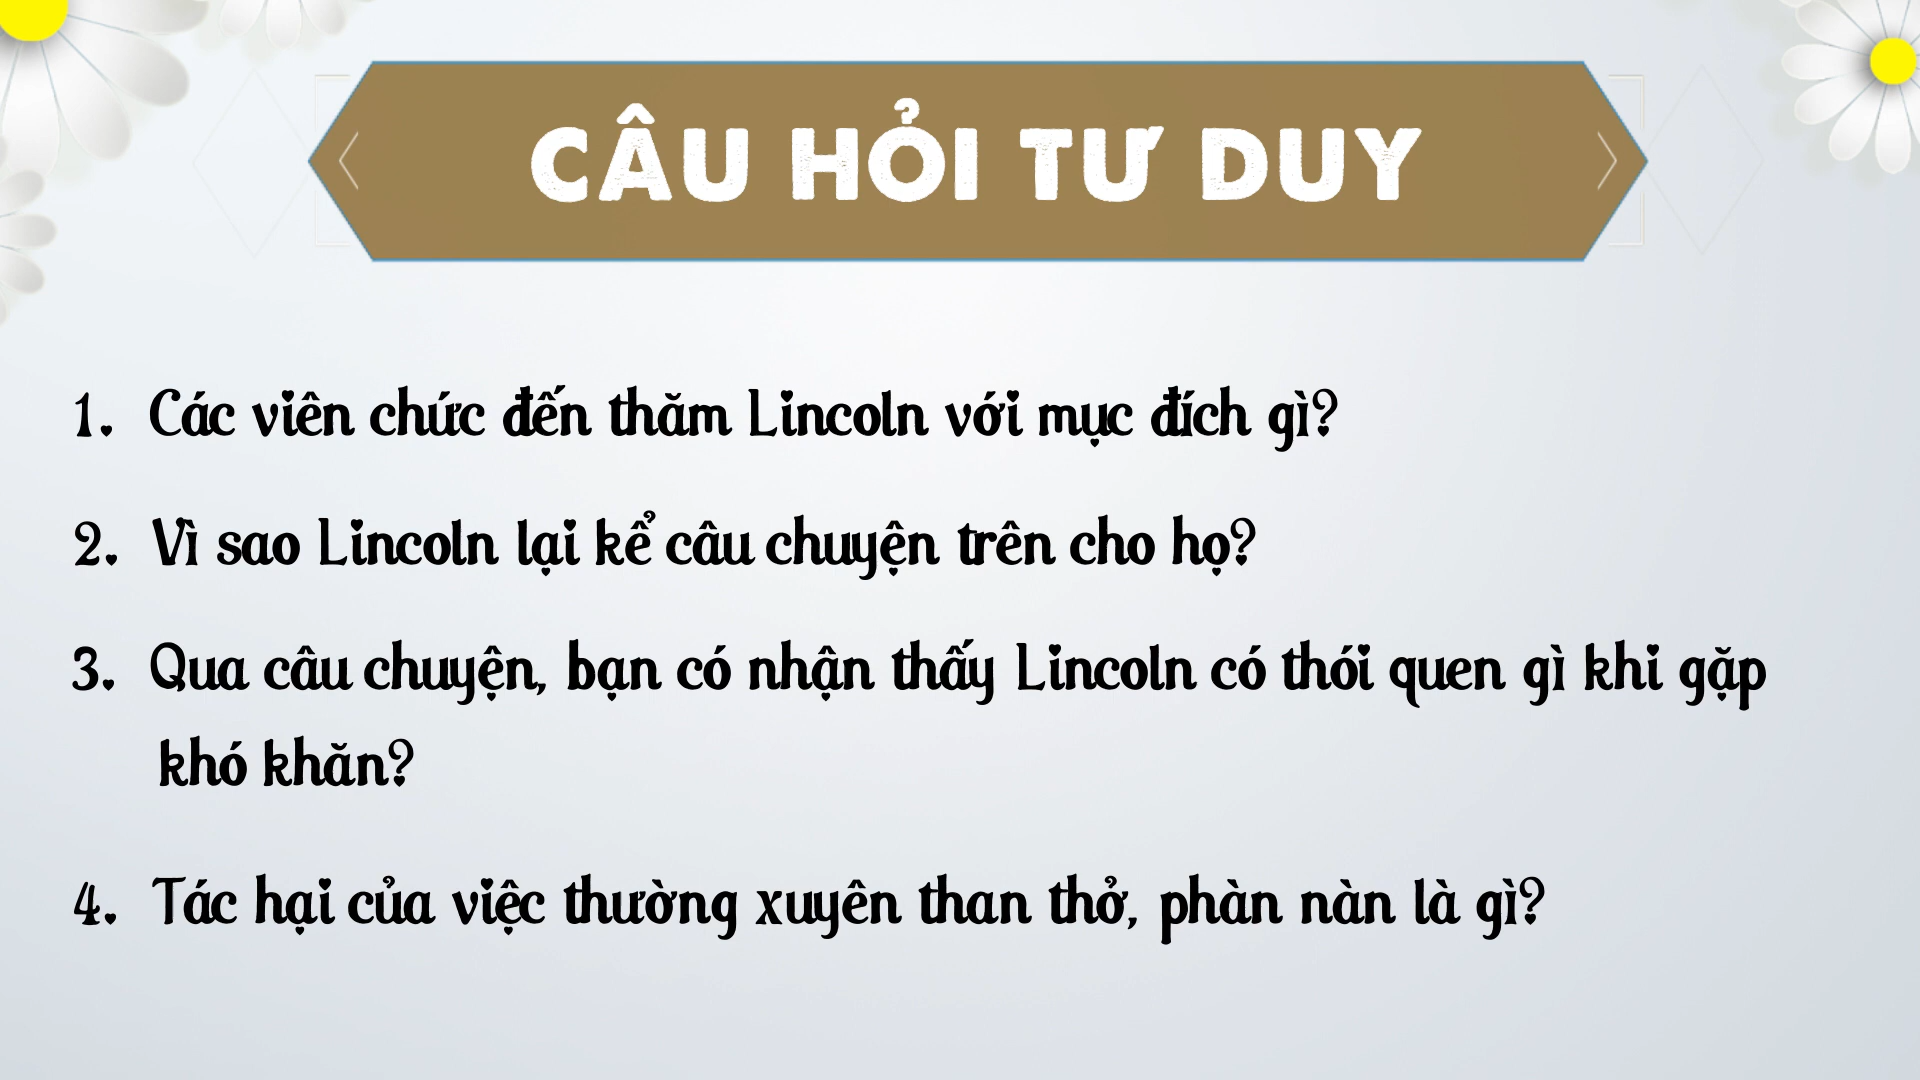 CÂU HỎI TƯ DUY
1. Các viên chức đến thăm Lincoln với mục đích gì?
2. Vì sao Lincoln lại kể câu chuyện trên cho họ?
3. Qua câu chuyện, bạn có nhận thấy Lincoln có thói quen gì khi gặp
khó khăn?
4. Tác hại của việc thường xuyên than thở, phàn nàn là gì?